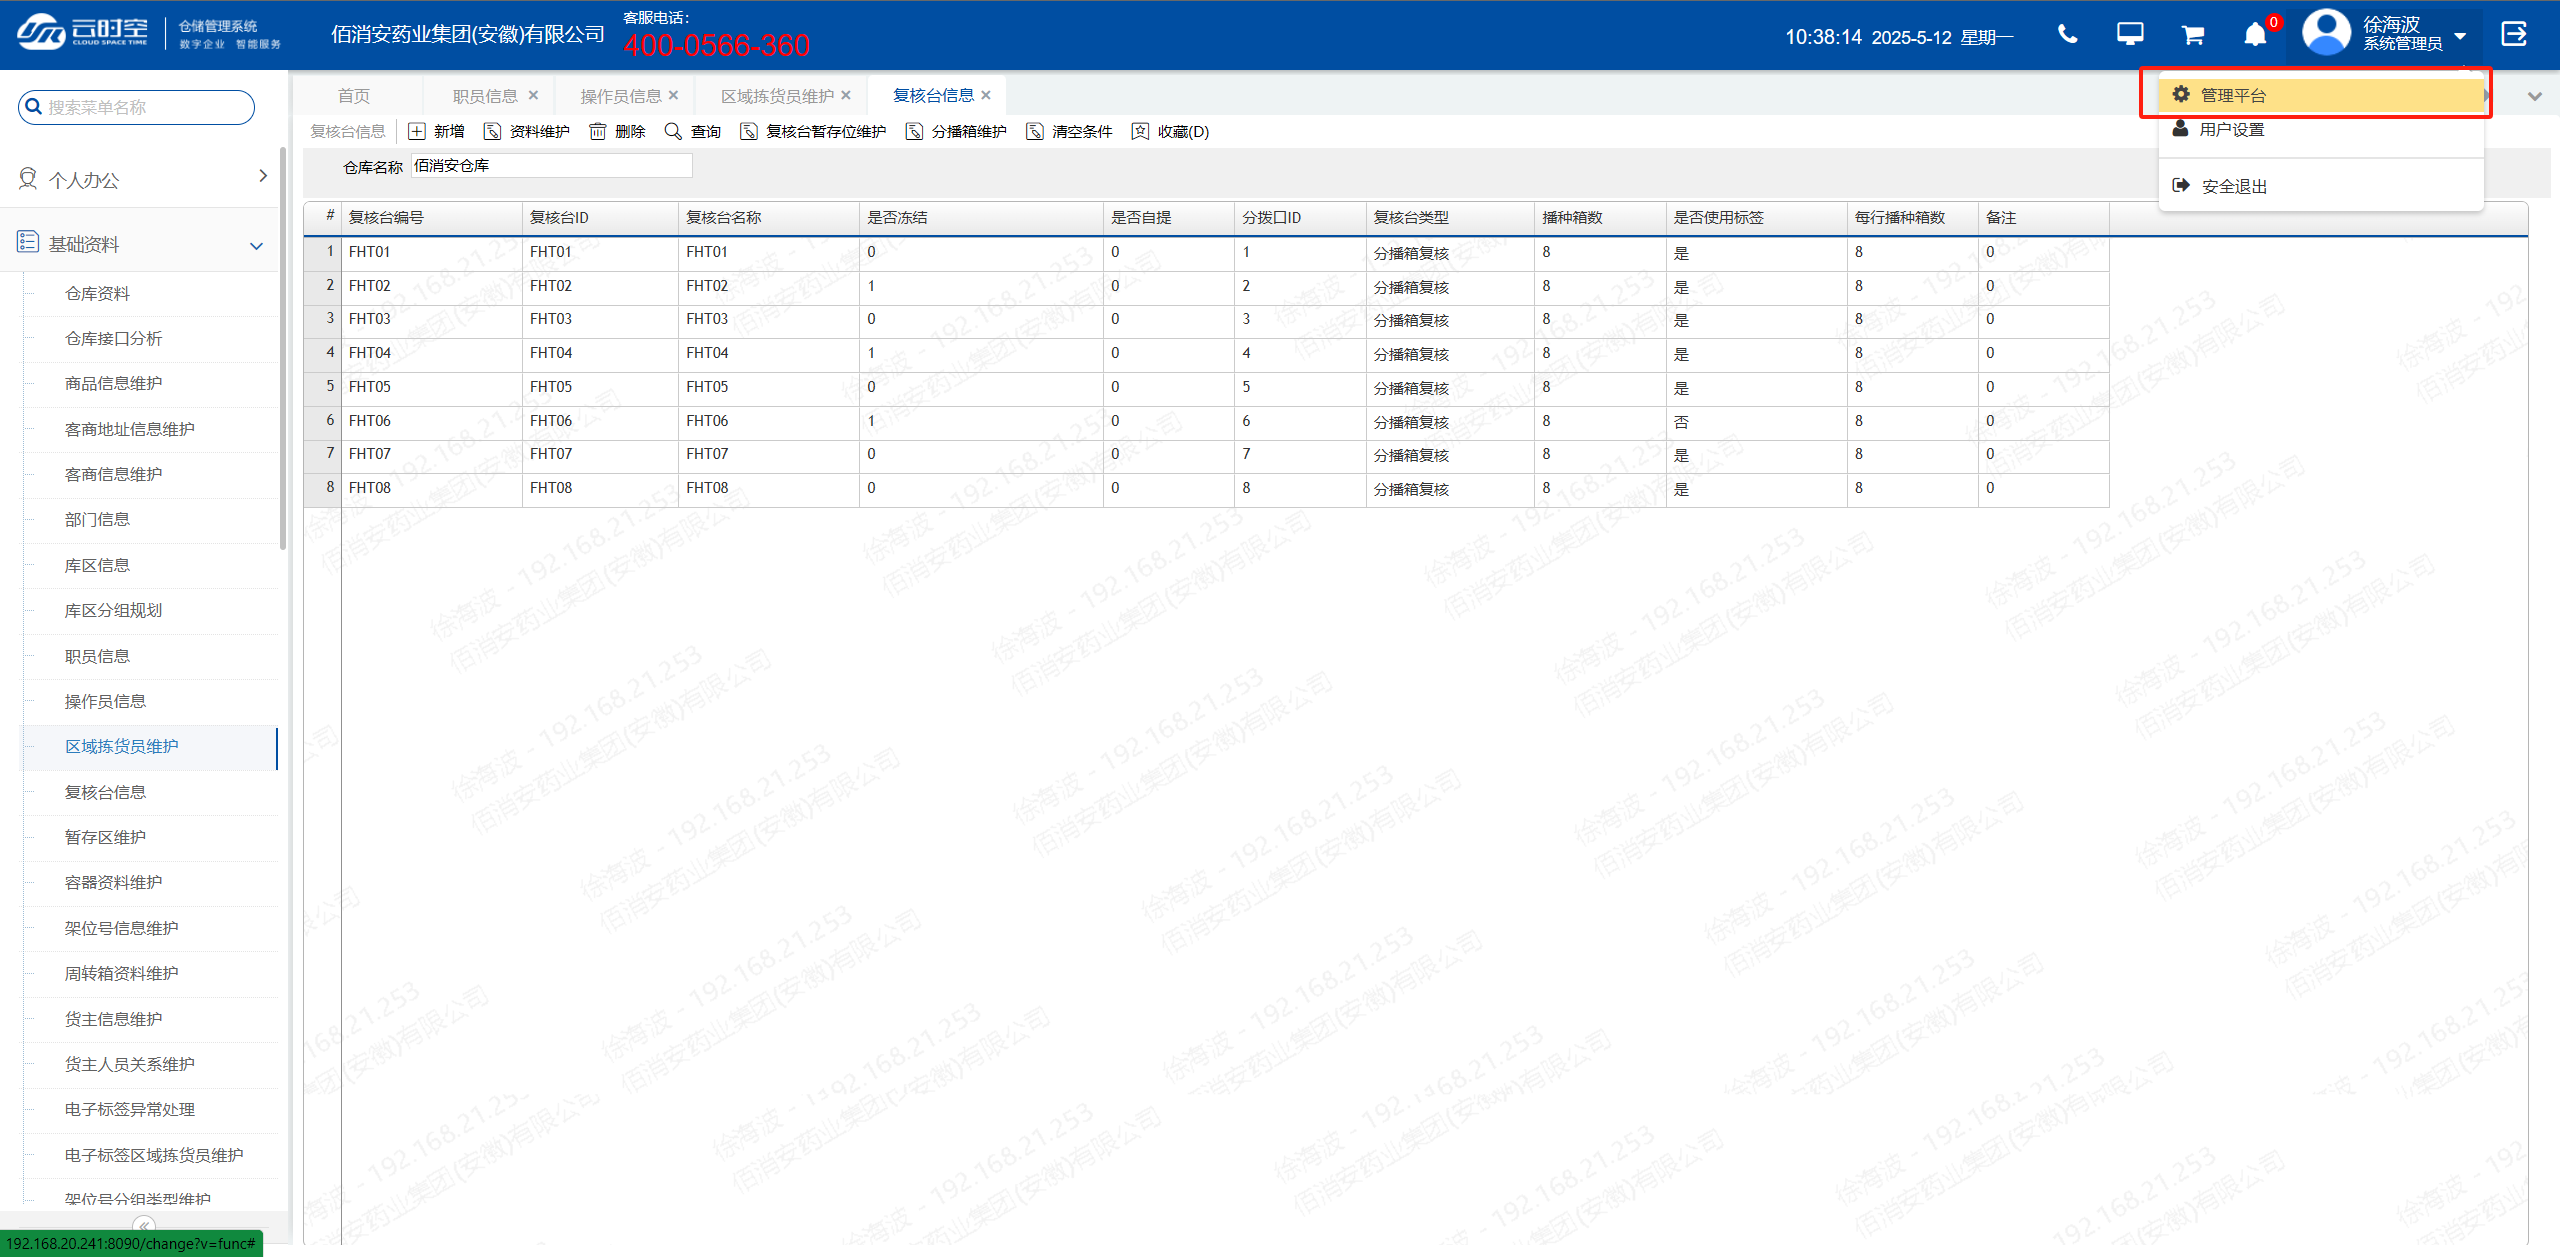 云时空
CLOUD SPACE TIME
仓储管理系统
数字企业 智能服务
佰消安药业集团(安徽)有限公司
客服电话：
400-0566-360
10:38:14 2025-5-12 星期一
0
徐海波
系统管理员
管理平台
用户设置
安全退出
搜索菜单名称
个人办公
基础资料
仓库资料
仓库接口分析
商品信息维护
客商地址信息维护
客商信息维护
部门信息
库区信息
库区分组规划
职员信息
操作员信息
区域拣货员维护
复核台信息
暂存区维护
容器资料维护
架位号信息维护
周转箱资料维护
货主信息维护
货主人员关系维护
电子标签异常处理
电子标签区域拣货员维护
架位号分组类型维护
192.168.20.241:8090/change?v=func#
首页 职员信息 × 操作员信息 × 区域拣货员维护 × 复核台信息 ×
复核台信息 新增 资料维护 删除 查询 复核台暂存位维护 分播箱维护 清空条件 收藏(D)
仓库名称 佰消安仓库
# 复核台编号 复核台ID 复核台名称 是否冻结 是否自提 分拨口ID 复核台类型 播种箱数 是否使用标签 每行播种箱数 备注
1 FHT01 FHT01 FHT01 0 0 1 分播箱复核 8 是 8 0
2 FHT02 FHT02 FHT02 1 0 2 分播箱复核 8 是 8 0
3 FHT03 FHT03 FHT03 0 0 3 分播箱复核 8 是 8 0
4 FHT04 FHT04 FHT04 1 0 4 分播箱复核 8 是 8 0
5 FHT05 FHT05 FHT05 0 0 5 分播箱复核 8 是 8 0
6 FHT06 FHT06 FHT06 1 0 6 分播箱复核 8 否 8 0
7 FHT07 FHT07 FHT07 0 0 7 分播箱复核 8 是 8 0
8 FHT08 FHT08 FHT08 0 0 8 分播箱复核 8 是 8 0
徐海波 - 192.168.21.253
佰消安药业集团(安徽)有限公司